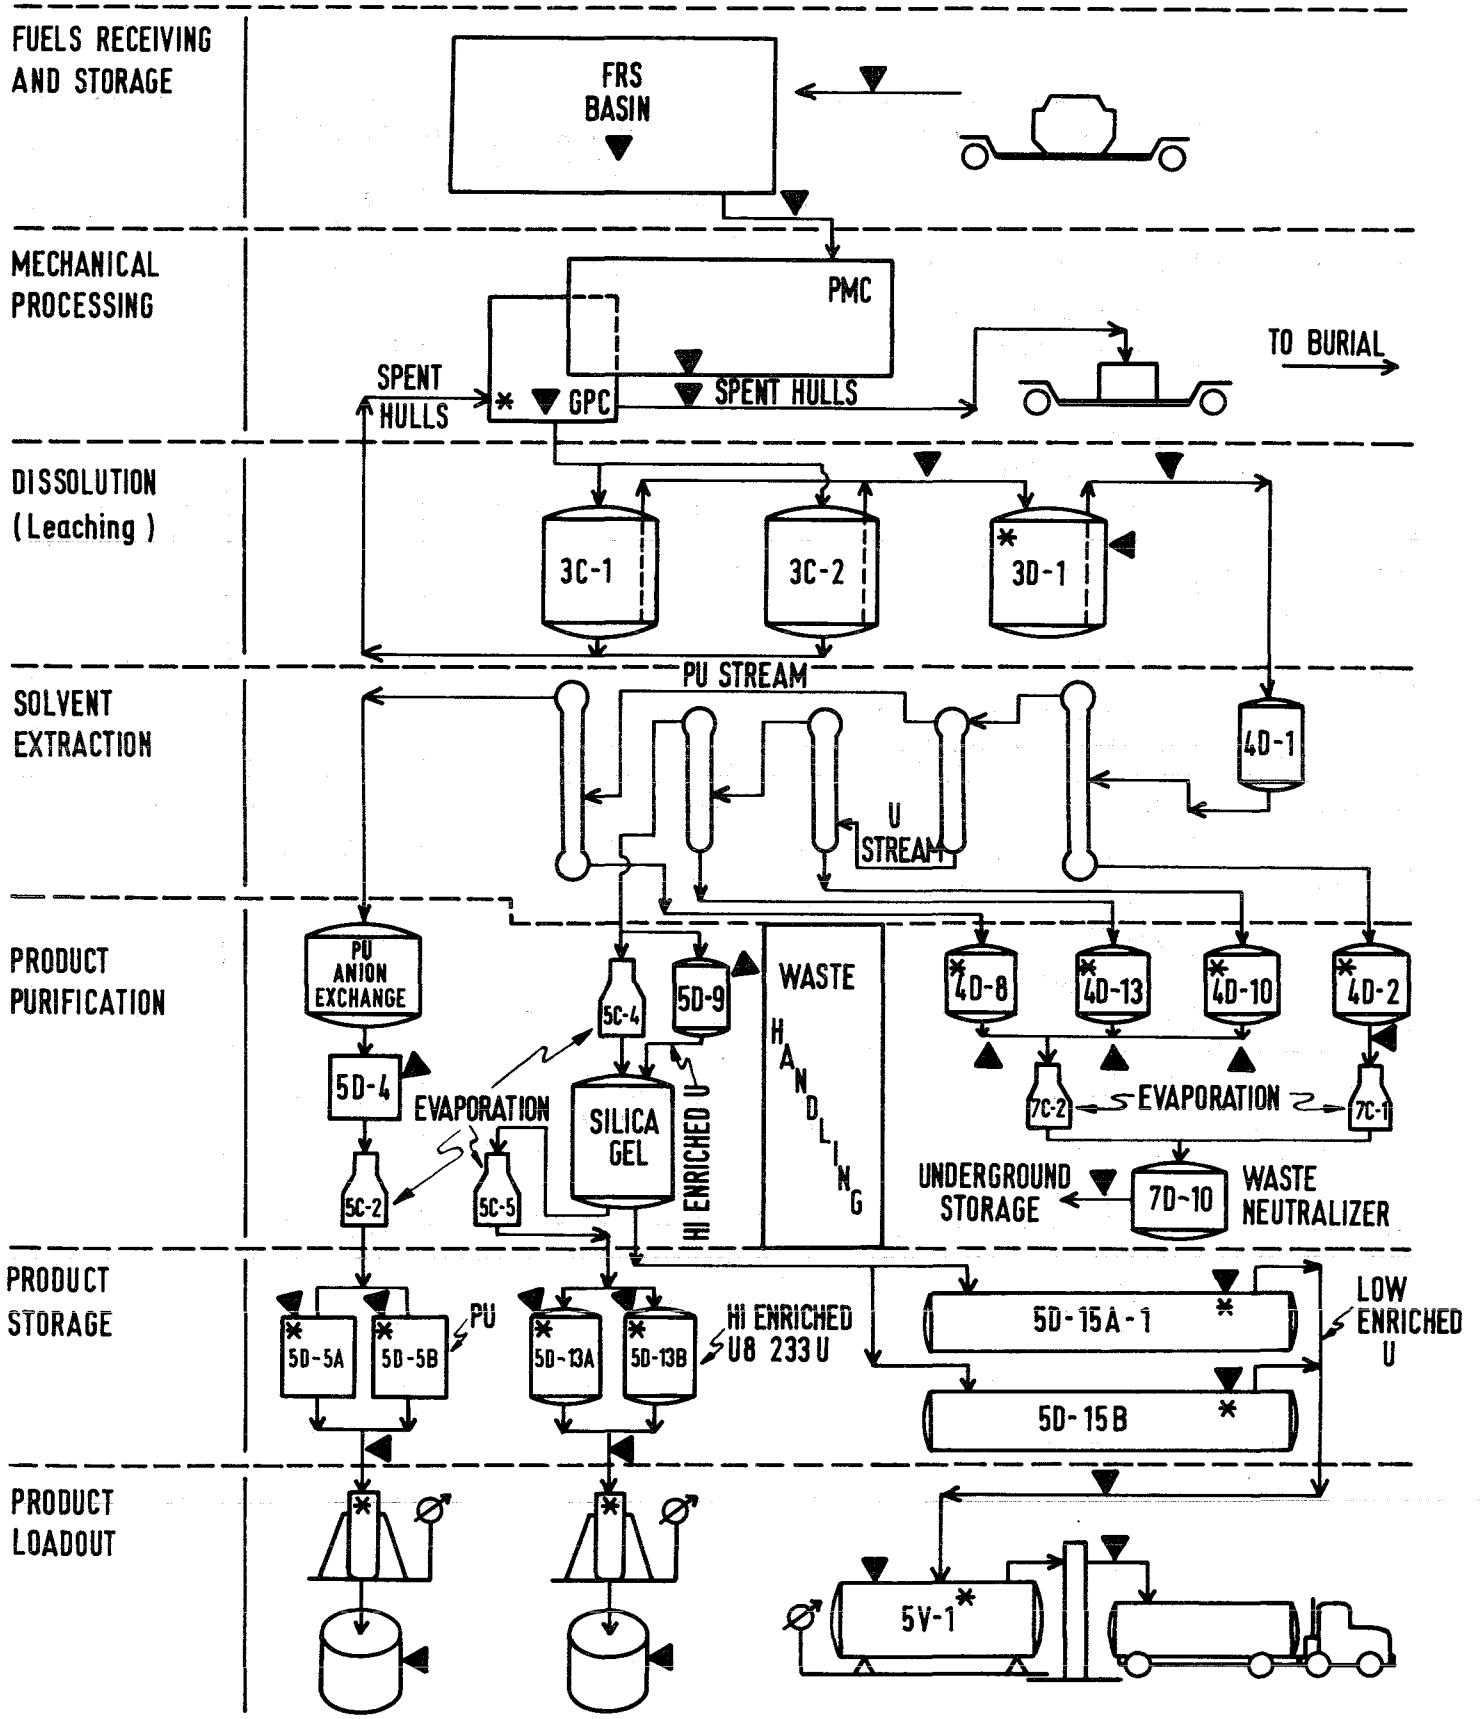 FUELS RECEIVING
AND STORAGE
FRS
BASIN
MECHANICAL
PROCESSING
PMC
SPENT
HULLS
* GPC
SPENT HULLS
TO BURIAL
DISSOLUTION
(Leaching)
3C-1
3C-2
*
3D-1
SOLVENT
EXTRACTION
PU STREAM
U
STREAM
4D-1
PRODUCT
PURIFICATION
PU
ANION
EXCHANGE
5D-4
EVAPORATION
5C-2
5C-5
5C-4
5D-9
SILICA
GEL
HI ENRICHED U
WASTE
HANDLING
*
4D-8
*
4D-13
*
4D-10
*
4D-2
7C-2
EVAPORATION
7C-1
UNDERGROUND
STORAGE
7D-10
WASTE
NEUTRALIZER
PRODUCT
STORAGE
*
5D-5A
*
5D-5B
PU
*
5D-13A
*
5D-13B
HI ENRICHED
U8 233 U
5D-15A-1
*
5D-15B
*
LOW
ENRICHED
U
PRODUCT
LOADOUT
*
*
5V-1 *